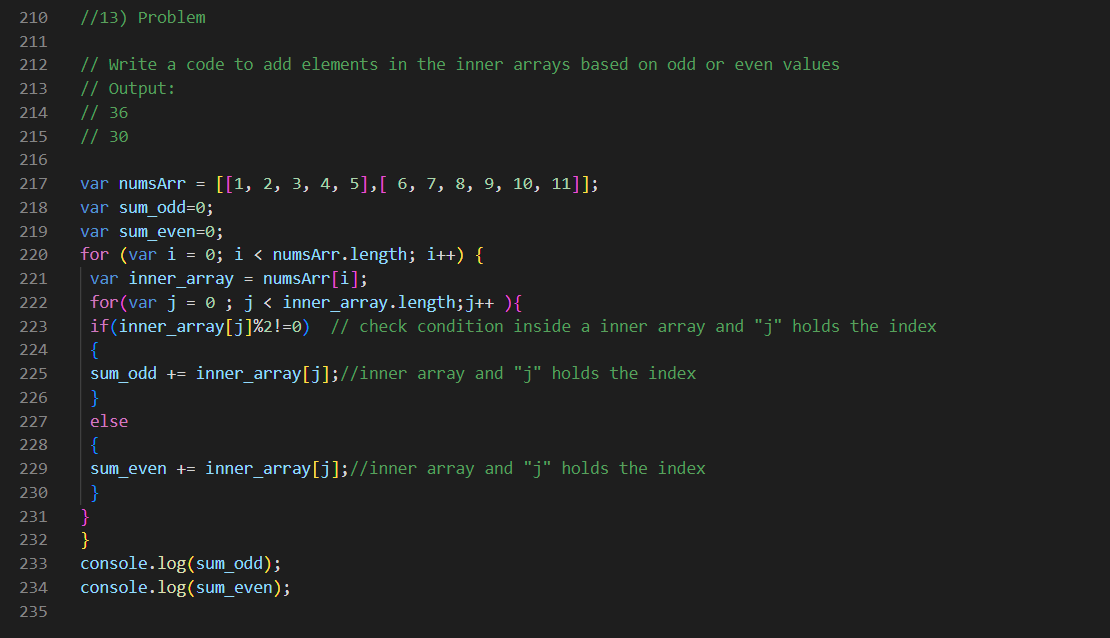 210 //13) Problem
211
212 // Write a code to add elements in the inner arrays based on odd or even values
213 // Output:
214 // 36
215 // 30
216
217 var numsArr = [[1, 2, 3, 4, 5],[ 6, 7, 8, 9, 10, 11]];
218 var sum_odd=0;
219 var sum_even=0;
220 for (var i = 0; i < numsArr.length; i++) {
221  var inner_array = numsArr[i];
222  for(var j = 0 ; j < inner_array.length;j++ ){
223  if(inner_array[j]%2!=0)  // check condition inside a inner array and "j" holds the index
224  {
225  sum_odd += inner_array[j];//inner array and "j" holds the index
226  }
227  else
228  {
229  sum_even += inner_array[j];//inner array and "j" holds the index
230  }
231 }
232 }
233 console.log(sum_odd);
234 console.log(sum_even);
235